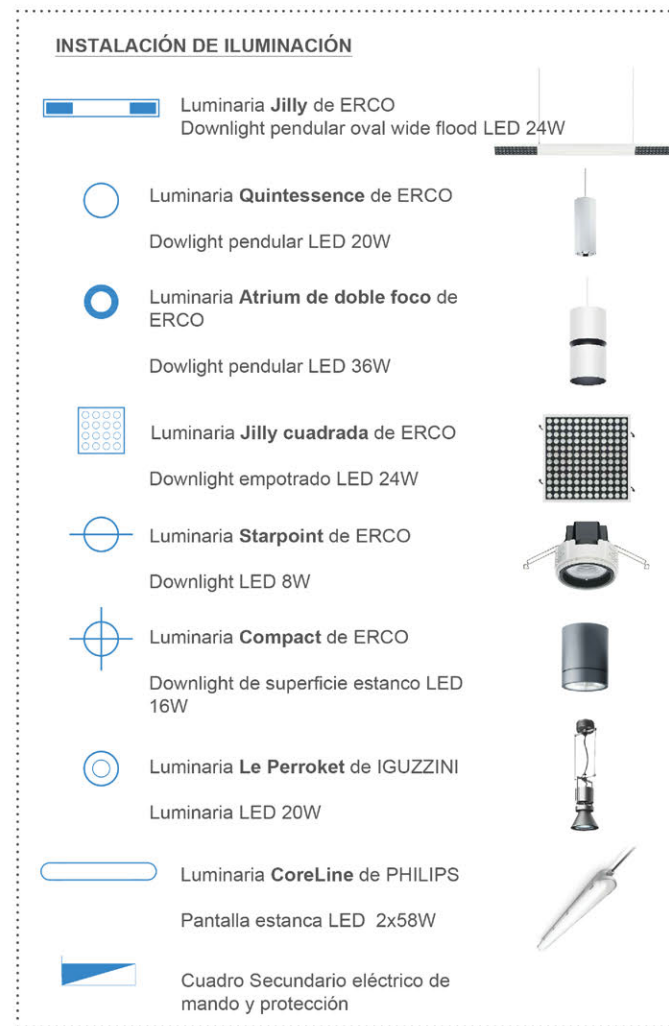 INSTALACIÓN DE ILUMINACIÓN
Luminaria Jilly de ERCO
Downlight pendular oval wide flood LED 24W
Luminaria Quintessence de ERCO
Dowlight pendular LED 20W
Luminaria Atrium de doble foco de
ERCO
Dowlight pendular LED 36W
Luminaria Jilly cuadrada de ERCO
Downlight empotrado LED 24W
Luminaria Starpoint de ERCO
Downlight LED 8W
Luminaria Compact de ERCO
Downlight de superficie estanco LED
16W
Luminaria Le Perroket de IGUZZINI
Luminaria LED 20W
Luminaria CoreLine de PHILIPS
Pantalla estanca LED 2x58W
Cuadro Secundario eléctrico de
mando y protección